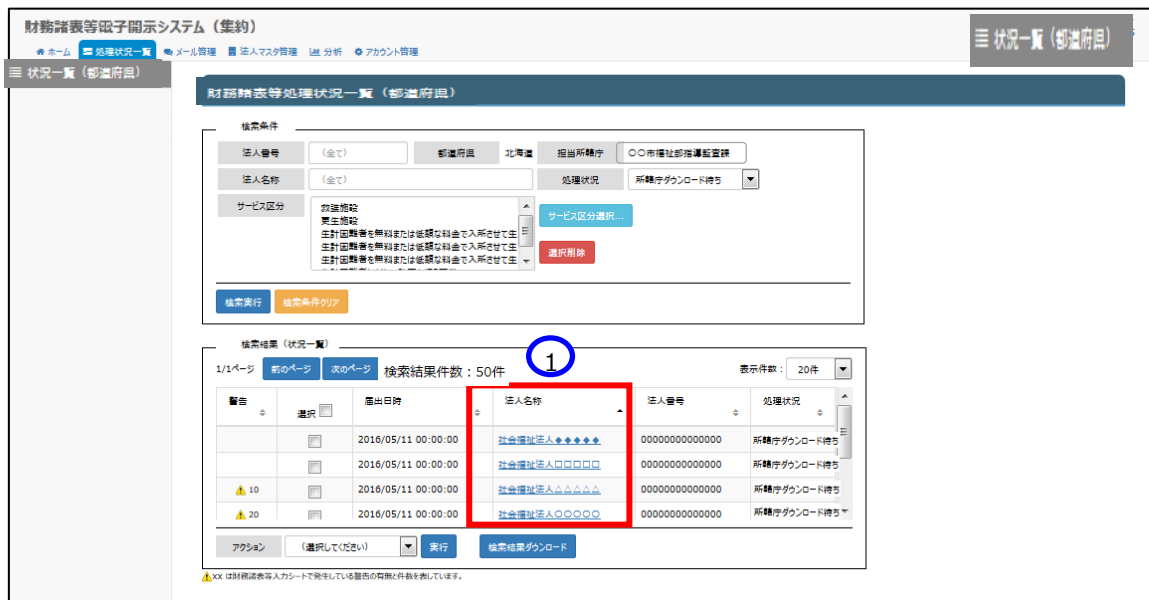 財務諸表等電子開示システム（集約）
ホーム 処理状況一覧 メール管理 法人マスタ管理 分析 アカウント管理
状況一覧（都道府県）
状況一覧（都道府県）
財務諸表等処理状況一覧（都道府県）
検索条件
法人番号 （全て） 都道府県 北海道 担当所轄庁 〇〇市福祉部指導監査課
法人名称 （全て） 処理状況 所轄庁ダウンロード待ち
サービス区分
救護施設
更生施設
生計困難者を無料または低額な料金で入所させて生
生計困難者を無料または低額な料金で入所させて生
生計困難者を無料または低額な料金で入所させて生
サービス区分選択...
選択削除
検索実行 検索条件クリア
検索結果（状況一覧）
1/1ページ 前のページ 次のページ 検索結果件数：50件 1 表示件数： 20件
警告 選択 届出日時 法人名称 法人番号 処理状況
2016/05/11 00:00:00 社会福祉法人◆◆◆◆◆ 00000000000000 所轄庁ダウンロード待ち
2016/05/11 00:00:00 社会福祉法人□□□□□ 00000000000000 所轄庁ダウンロード待ち
10 2016/05/11 00:00:00 社会福祉法人△△△△△ 00000000000000 所轄庁ダウンロード待ち
20 2016/05/11 00:00:00 社会福祉法人〇〇〇〇〇 00000000000000 所轄庁ダウンロード待ち
アクション （選択してください） 実行 検索結果ダウンロード
XX は財務諸表等入力シートで発生している警告の有無と件数を表しています。